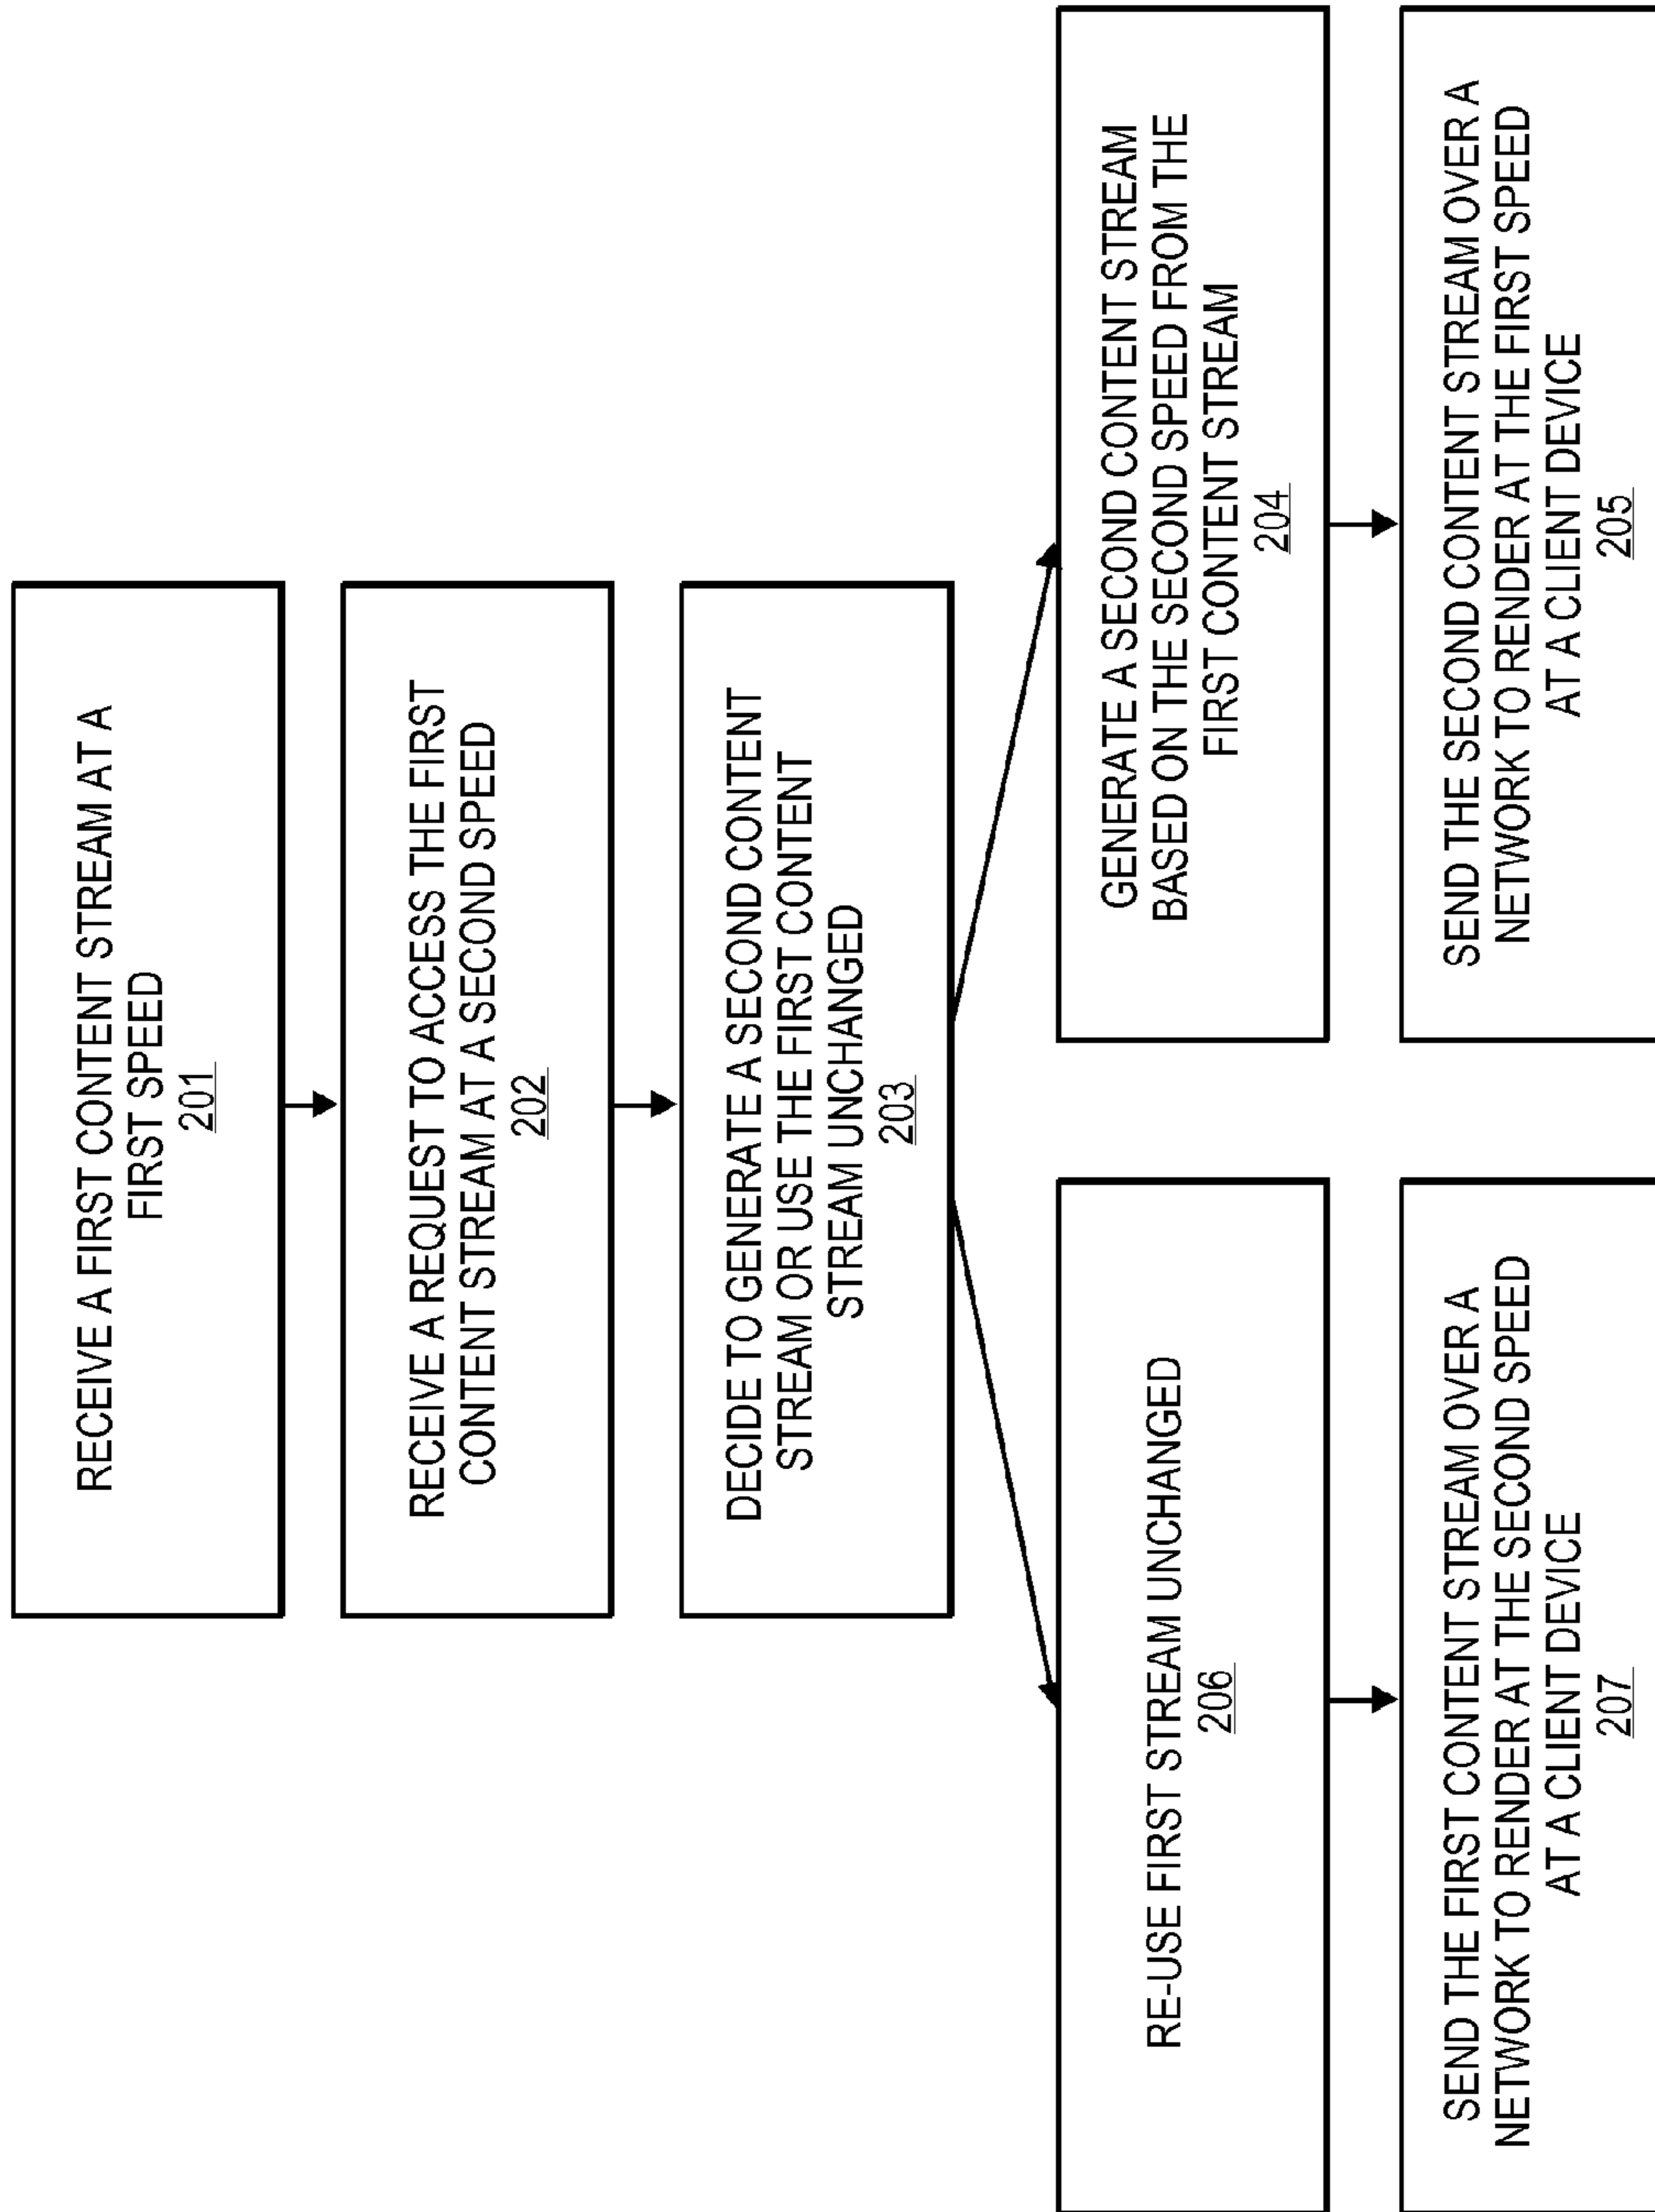 RECEIVE A FIRST CONTENT STREAM AT A
FIRST SPEED
201
RECEIVE A REQUEST TO ACCESS THE FIRST
CONTENT STREAM AT A SECOND SPEED
202
DECIDE TO GENERATE A SECOND CONTENT
STREAM OR USE THE FIRST CONTENT
STREAM UNCHANGED
203
RE-USE FIRST STREAM UNCHANGED
206
SEND THE FIRST CONTENT STREAM OVER A
NETWORK TO RENDER AT THE SECOND SPEED
AT A CLIENT DEVICE
207
GENERATE A SECOND CONTENT STREAM
BASED ON THE SECOND SPEED FROM THE
FIRST CONTENT STREAM
204
SEND THE SECOND CONTENT STREAM OVER A
NETWORK TO RENDER AT THE FIRST SPEED
AT A CLIENT DEVICE
205